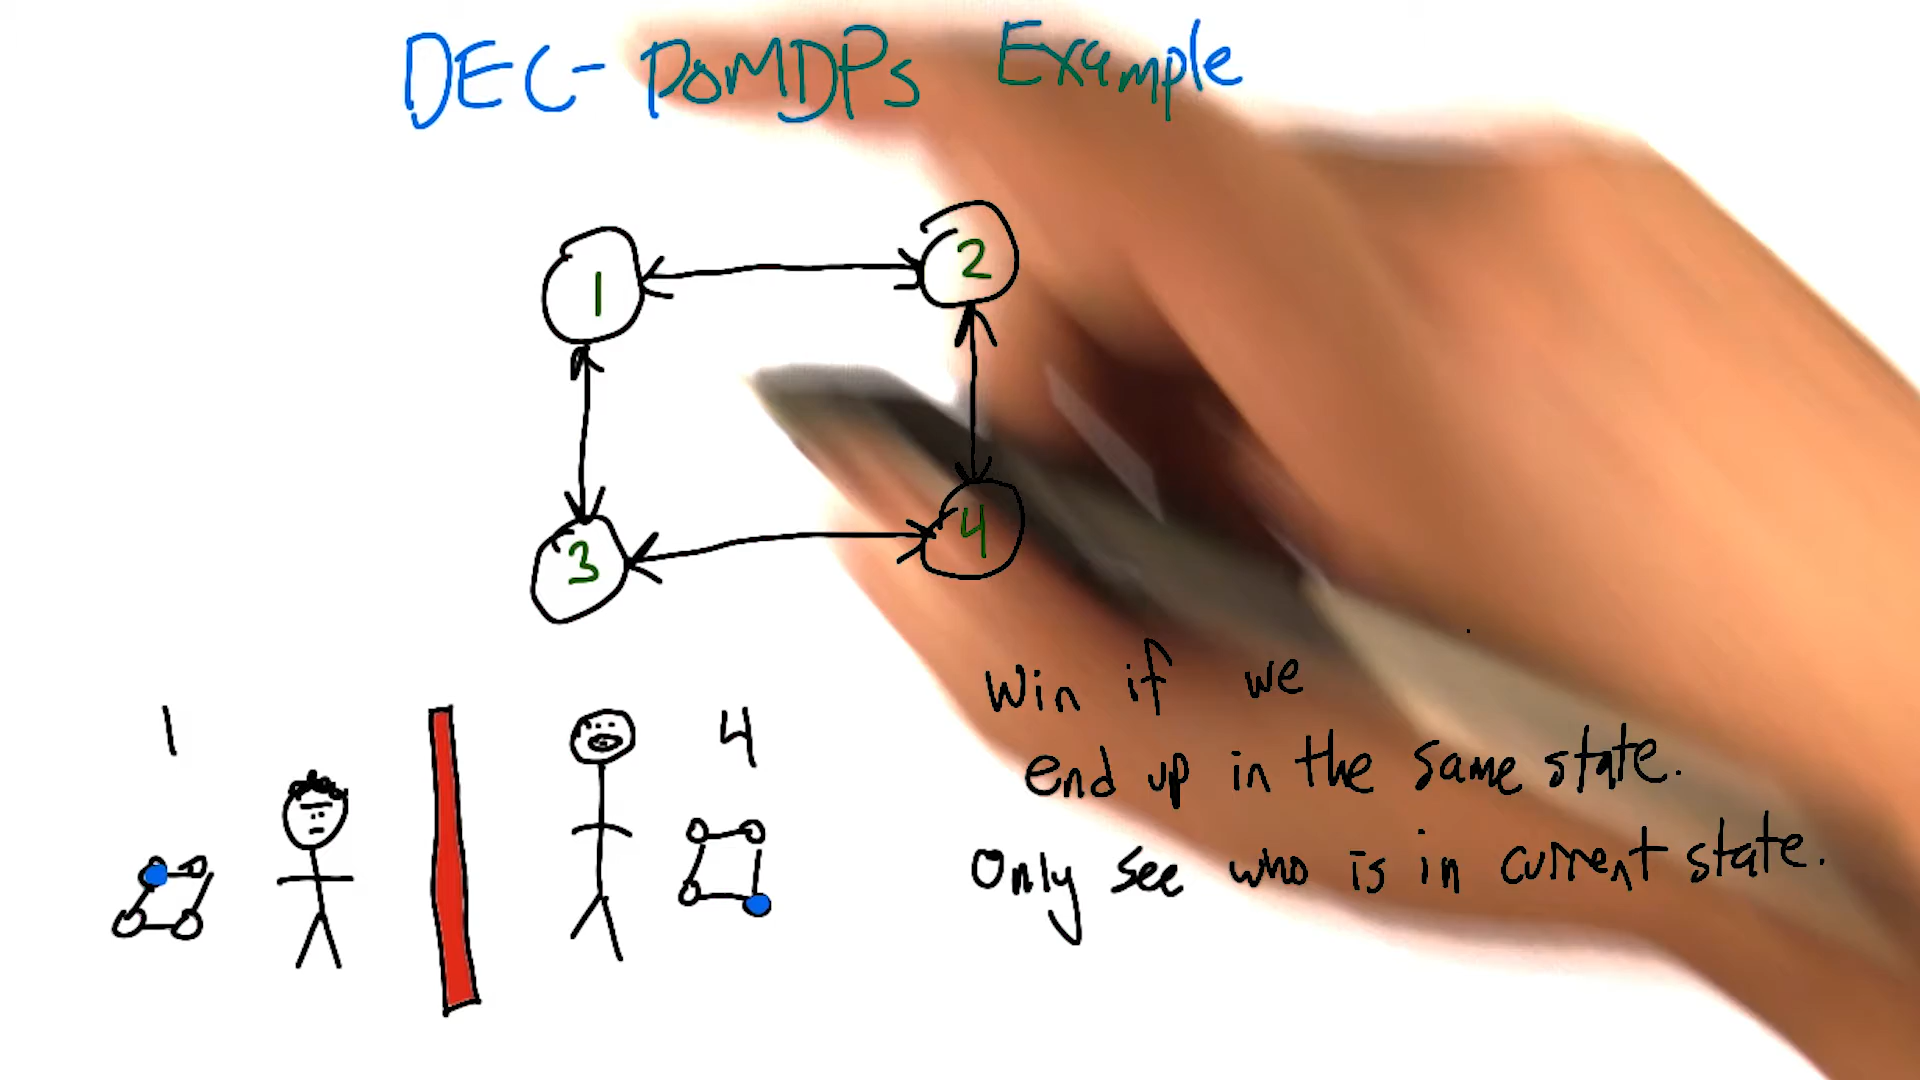 DEC-POMDPs Example
1
2
3
4
1
4
Win if we
end up in the same state.
Only see who is in current state.